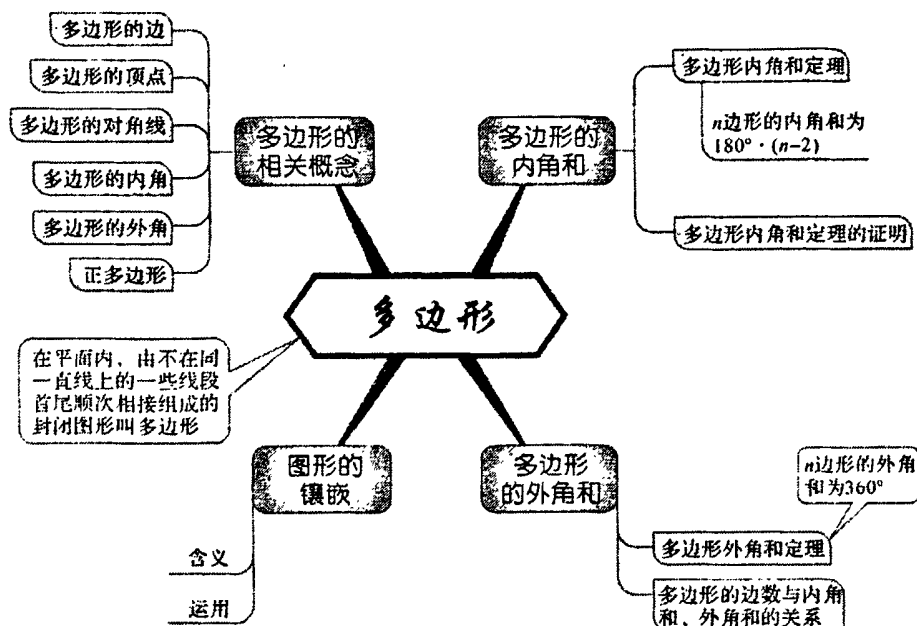 多边形的边
多边形的顶点
多边形的对角线
多边形的内角
多边形的外角
正多边形
多边形的
相关概念
多边形的
内角和
多边形内角和定理
n边形的内角和为
180°·(n-2)
多边形内角和定理的证明
多边形
在平面内，由不在同
一直线上的一些线段
首尾顺次相接组成的
封闭图形叫多边形
图形的
镶嵌
含义
运用
多边形
的外角和
n边形的外角
和为360°
多边形外角和定理
多边形的边数与内角
和、外角和的关系